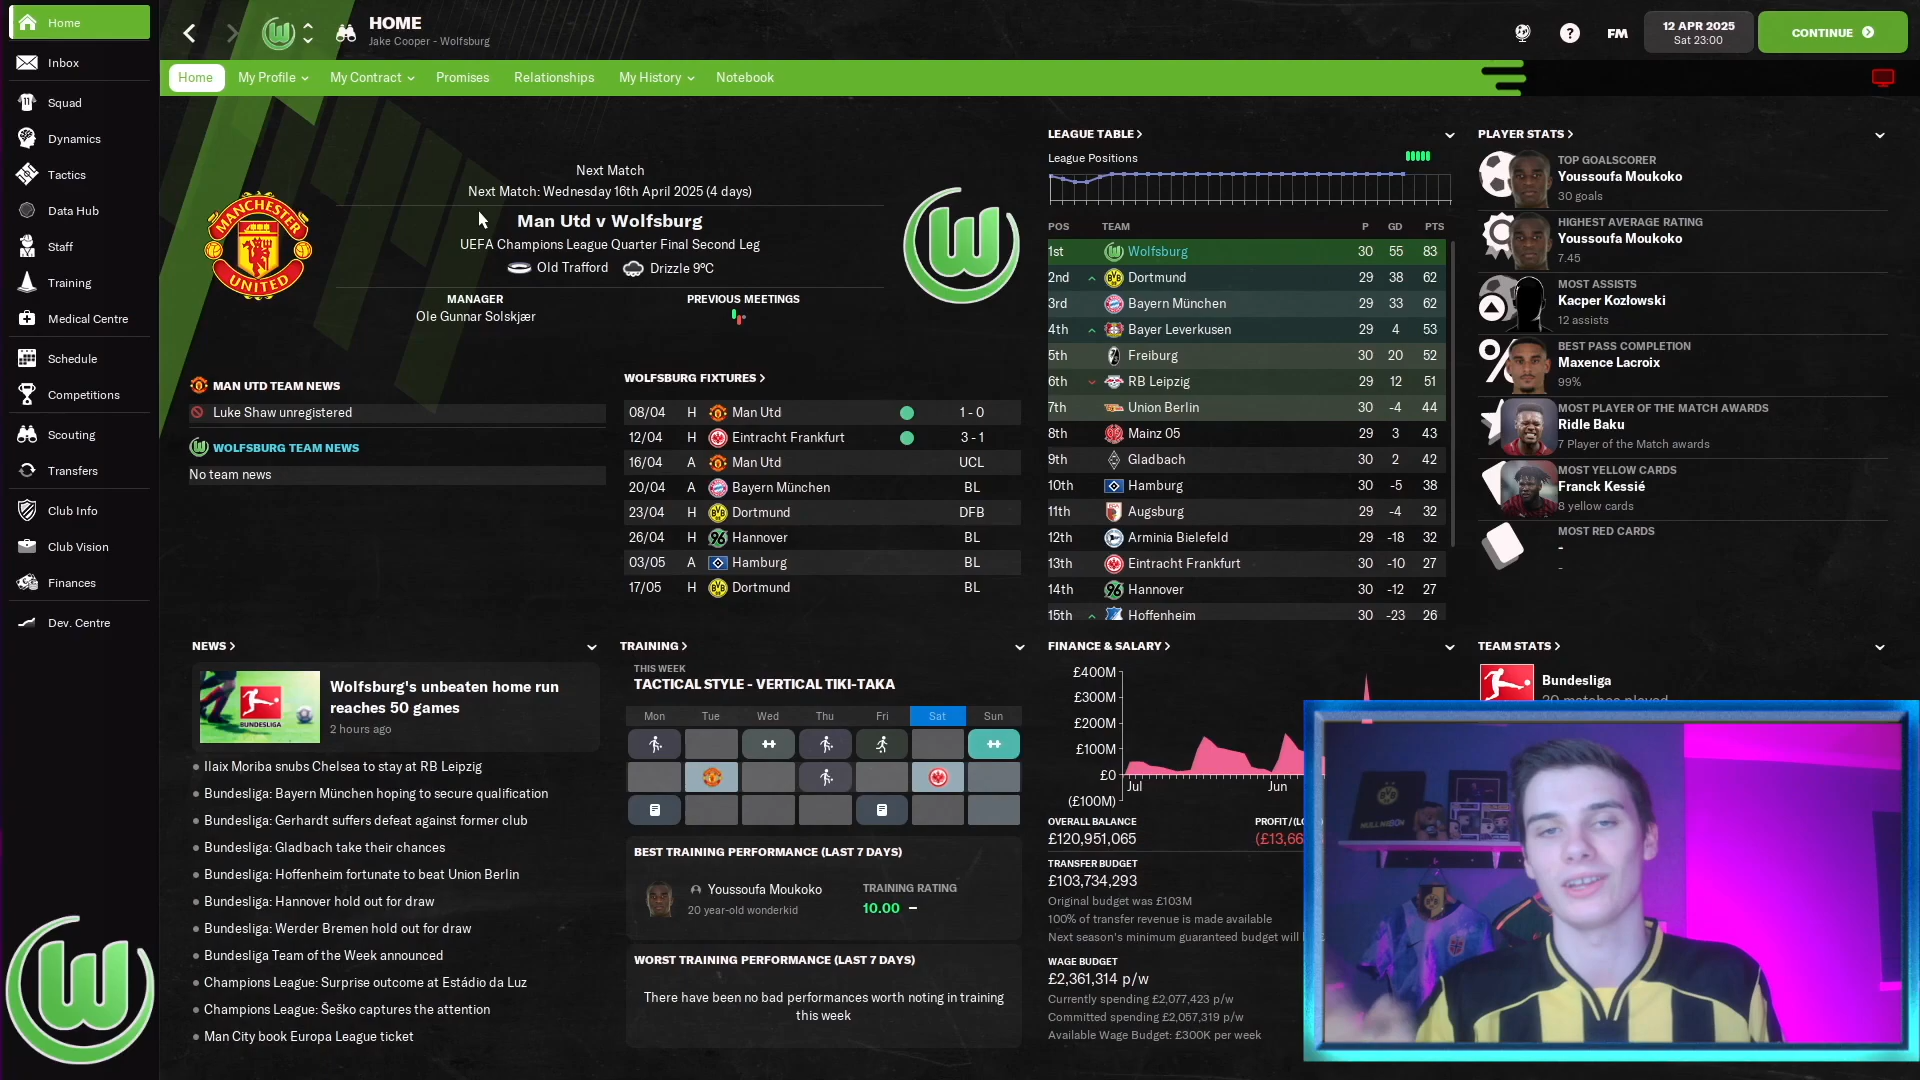 Home
Inbox
Squad
Dynamics
Tactics
Data Hub
Staff
Training
Medical Centre
Schedule
Competitions
Scouting
Transfers
Club Info
Club Vision
Finances
Dev. Centre
HOME
Jake Cooper - Wolfsburg
FM
12 APR 2025
Sat 23:00
CONTINUE
Home
My Profile
My Contract
Promises
Relationships
My History
Notebook
Next Match
Next Match: Wednesday 16th April 2025 (4 days)
MANCHESTER
UNITED
Man Utd v Wolfsburg
UEFA Champions League Quarter Final Second Leg
Old Trafford Drizzle 9ºC
MANAGER
Ole Gunnar Solskjær
PREVIOUS MEETINGS
MAN UTD TEAM NEWS
Luke Shaw unregistered
WOLFSBURG TEAM NEWS
No team news
WOLFSBURG FIXTURES
08/04 H Man Utd 1 - 0
12/04 H Eintracht Frankfurt 3 - 1
16/04 A Man Utd UCL
20/04 A Bayern München BL
23/04 H Dortmund DFB
26/04 H Hannover BL
03/05 A Hamburg BL
17/05 H Dortmund BL
LEAGUE TABLE
League Positions
POS TEAM P GD PTS
1st Wolfsburg 30 55 83
2nd Dortmund 29 38 62
3rd Bayern München 29 33 62
4th Bayer Leverkusen 29 4 53
5th Freiburg 30 20 52
6th RB Leipzig 29 12 51
7th Union Berlin 30 -4 44
8th Mainz 05 29 3 43
9th Gladbach 30 2 42
10th Hamburg 30 -5 38
11th Augsburg 29 -4 32
12th Arminia Bielefeld 29 -18 32
13th Eintracht Frankfurt 30 -10 27
14th Hannover 30 -12 27
15th Hoffenheim 30 -23 26
PLAYER STATS
TOP GOALSCORER
Youssoufa Moukoko
30 goals
HIGHEST AVERAGE RATING
Youssoufa Moukoko
7.45
MOST ASSISTS
Kacper Kozłowski
12 assists
BEST PASS COMPLETION
Maxence Lacroix
99%
MOST PLAYER OF THE MATCH AWARDS
Ridle Baku
7 Player of the Match awards
MOST YELLOW CARDS
Franck Kessié
8 yellow cards
MOST RED CARDS
-
-
NEWS
BUNDESLIGA
Wolfsburg's unbeaten home run
reaches 50 games
2 hours ago
Ilaix Moriba snubs Chelsea to stay at RB Leipzig
Bundesliga: Bayern München hoping to secure qualification
Bundesliga: Gerhardt suffers defeat against former club
Bundesliga: Gladbach take their chances
Bundesliga: Hoffenheim fortunate to beat Union Berlin
Bundesliga: Hannover hold out for draw
Bundesliga: Werder Bremen hold out for draw
Bundesliga Team of the Week announced
Champions League: Surprise outcome at Estádio da Luz
Champions League: Šeško captures the attention
Man City book Europa League ticket
TRAINING
THIS WEEK
TACTICAL STYLE - VERTICAL TIKI-TAKA
Mon Tue Wed Thu Fri Sat Sun
BEST TRAINING PERFORMANCE (LAST 7 DAYS)
Youssoufa Moukoko
20 year-old wonderkid
TRAINING RATING
10.00 –
WORST TRAINING PERFORMANCE (LAST 7 DAYS)
There have been no bad performances worth noting in training
this week
FINANCE & SALARY
£400M
£300M
£200M
£100M
£0
(£100M)
Jul Jun
OVERALL BALANCE
£120,951,065
PROFIT/(LO
(£13,66
TRANSFER BUDGET
£103,734,293
Original budget was £103M
100% of transfer revenue is made available
Next season's minimum guaranteed budget will
WAGE BUDGET
£2,361,314 p/w
Currently spending £2,077,423 p/w
Committed spending £2,057,319 p/w
Available Wage Budget: £300K per week
TEAM STATS
Bundesliga